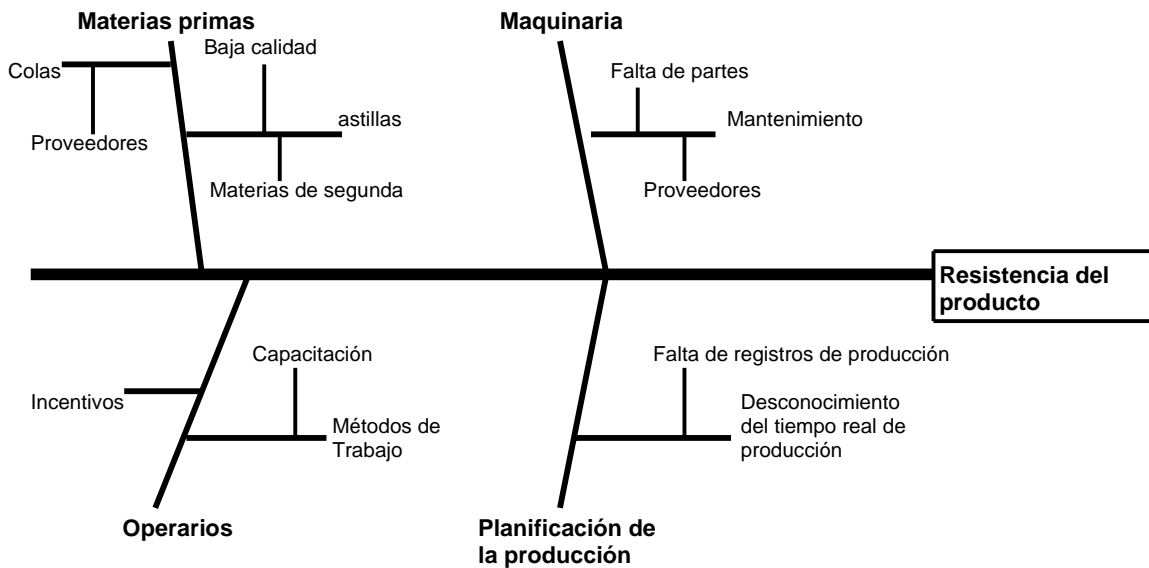 Materias primas
Maquinaria
Baja calidad
Colas
Falta de partes
astillas
Mantenimiento
Proveedores
Materias de segunda
Proveedores
Resistencia del
producto
Capacitación
Falta de registros de producción
Incentivos
Métodos de
Trabajo
Desconocimiento
del tiempo real de
producción
Operarios
Planificación de
la producción